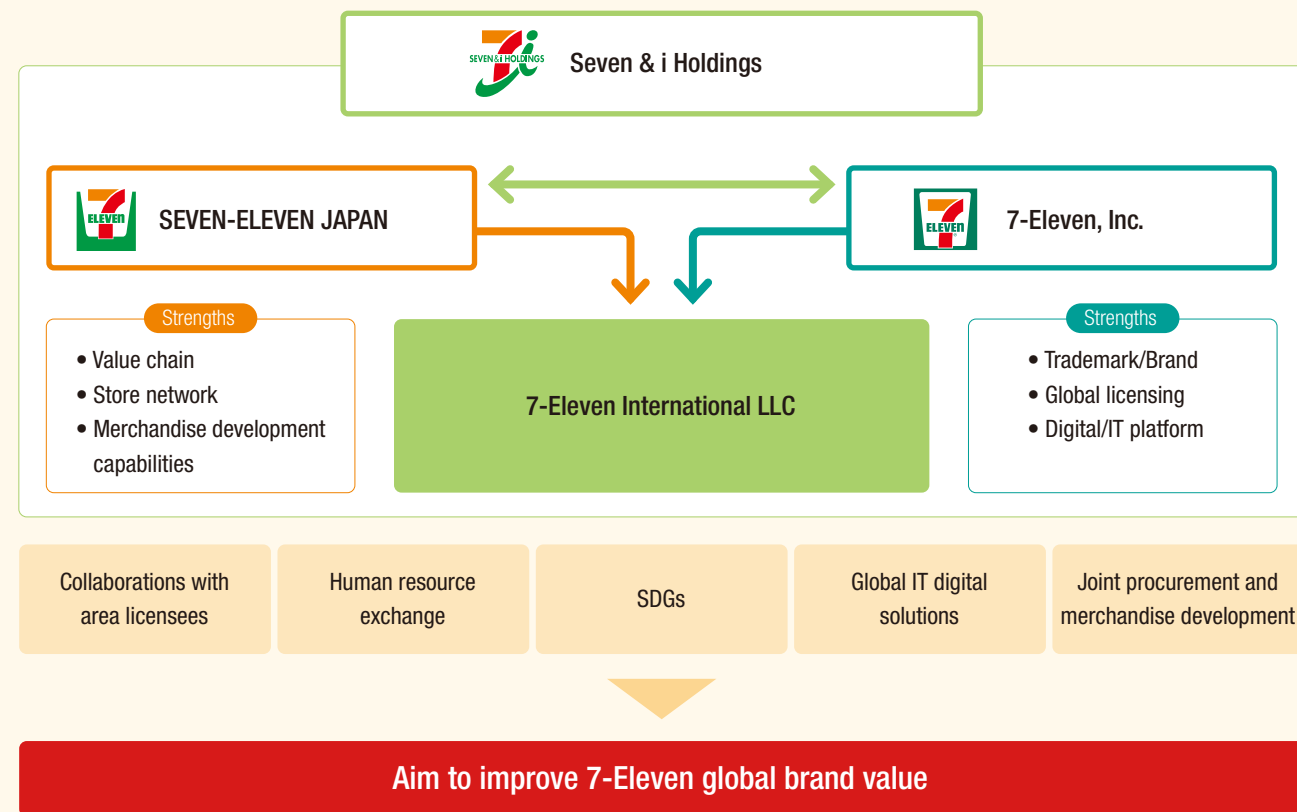 SEVEN&i HOLDINGS
Seven & i Holdings
ELEVEN
SEVEN-ELEVEN JAPAN
ELEVEN
7-Eleven, Inc.
Strengths
• Value chain
• Store network
• Merchandise development
capabilities
7-Eleven International LLC
Strengths
• Trademark/Brand
• Global licensing
• Digital/IT platform
Collaborations with
area licensees
Human resource
exchange
SDGs
Global IT digital
solutions
Joint procurement and
merchandise development
Aim to improve 7-Eleven global brand value